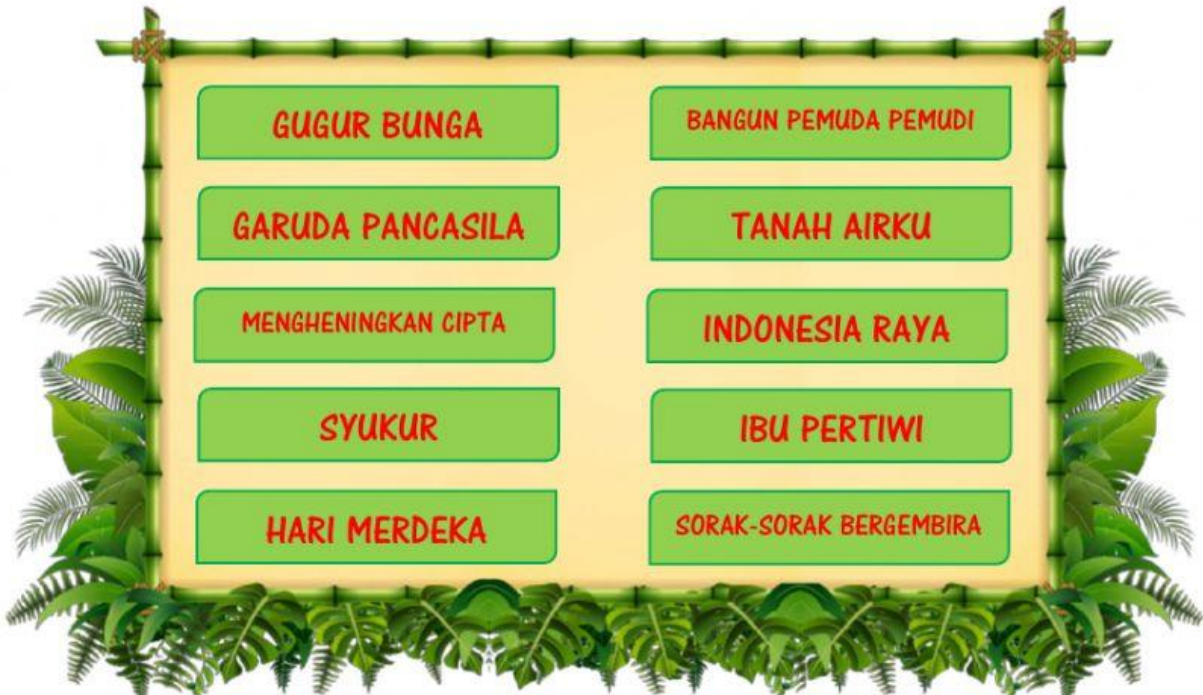 GUGUR BUNGA
BANGUN PEMUDA PEMUDI
GARUDA PANCASILA
TANAH AIRKU
MENGHENINGKAN CIPTA
INDONESIA RAYA
SYUKUR
IBU PERTIWI
HARI MERDEKA
SORAK-SORAK BERGEMBIRA